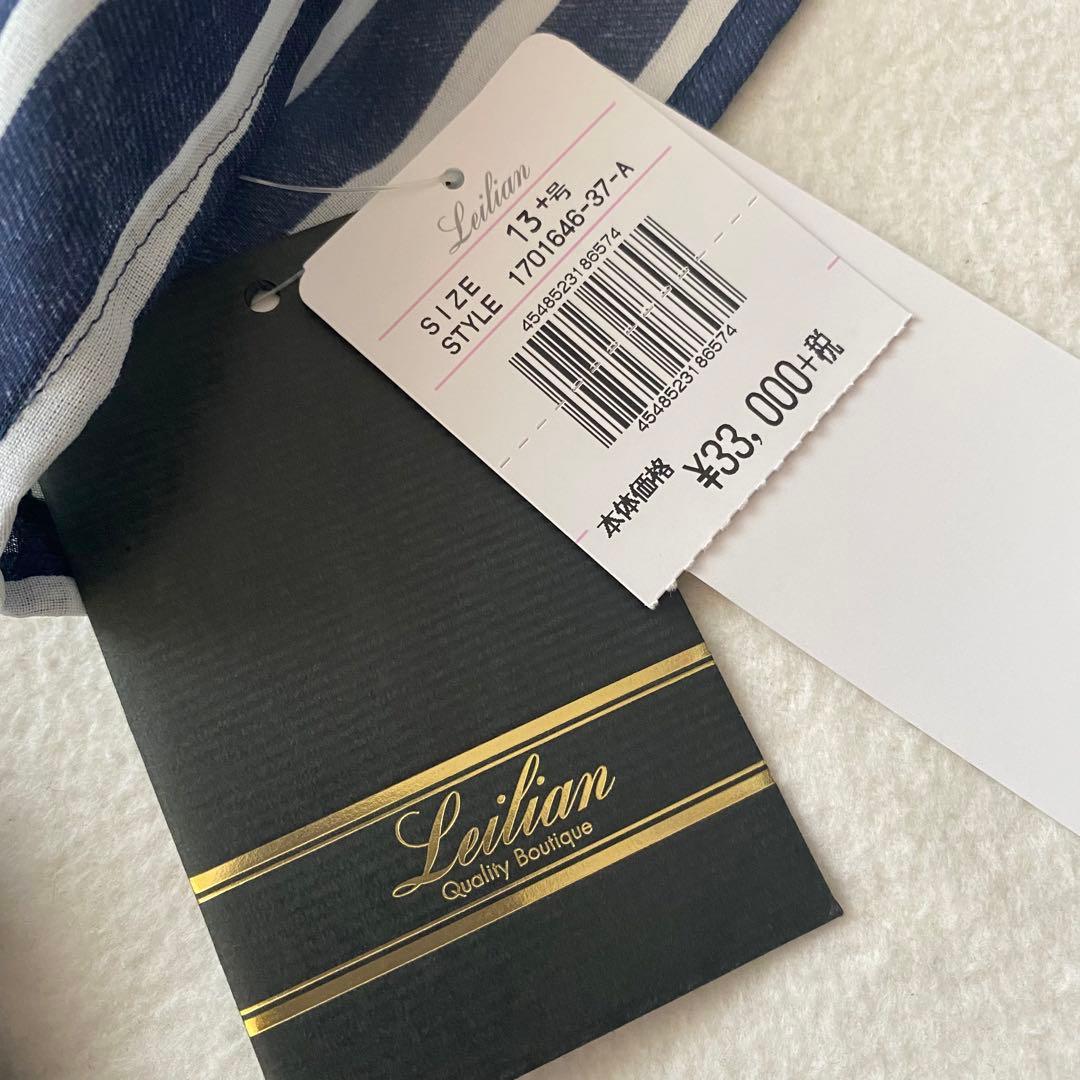 Leilian
SIZE 13+号
STYLE 1701646-37-A
4548523186574
4548523186574
本体価格 ¥33,000+税
Leilian
Quality Boutique